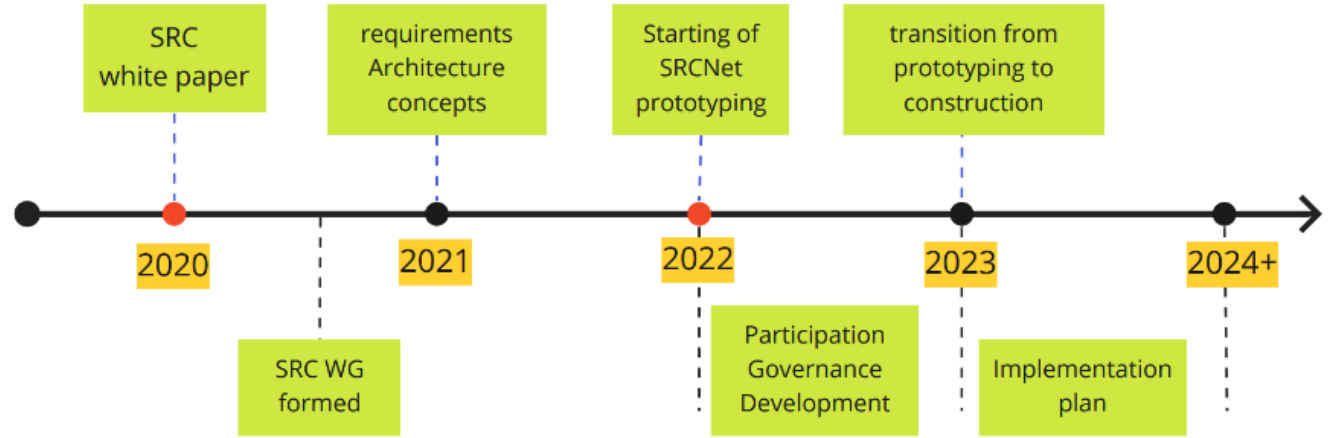 SRC
white paper
requirements
Architecture
concepts
Starting of
SRCNet
prototyping
transition from
prototyping to
construction
2020
2021
2022
2023
2024+
SRC WG
formed
Participation
Governance
Development
Implementation
plan